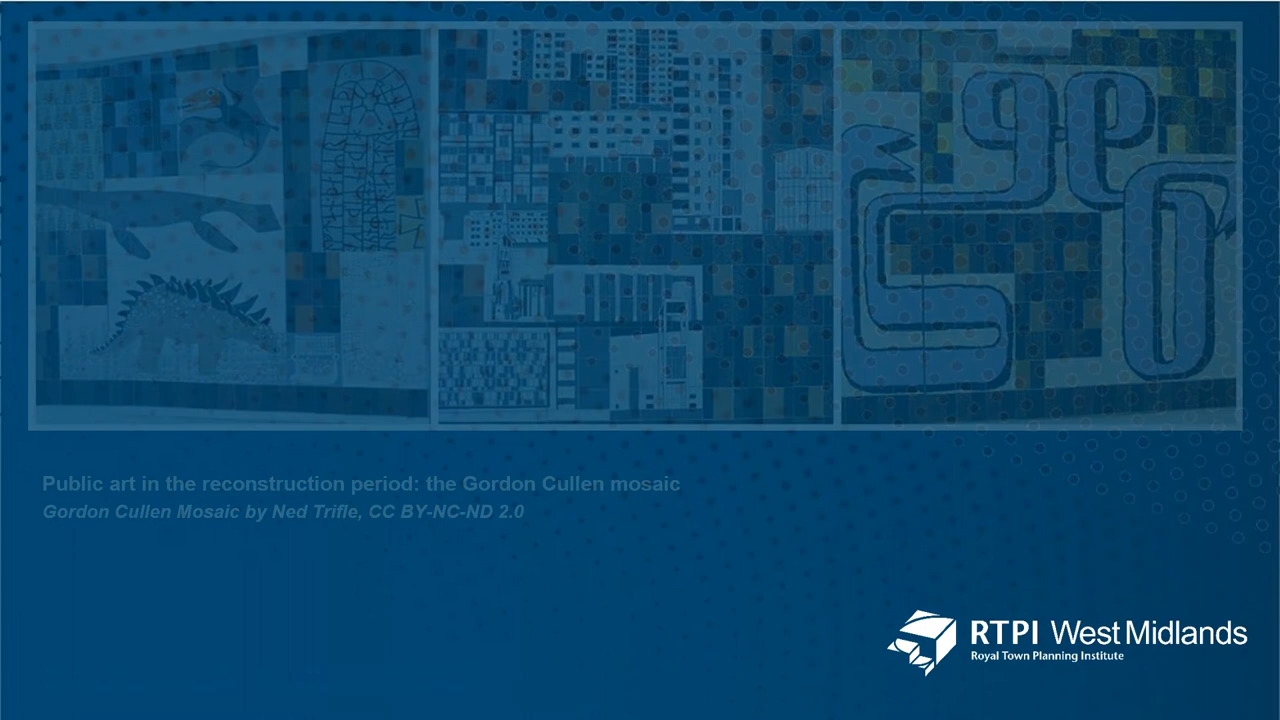 Public art in the reconstruction period: the Gordon Cullen mosaic
Gordon Cullen Mosaic by Ned Trifle, CC BY-NC-ND 2.0
RTPI West Midlands
Royal Town Planning Institute